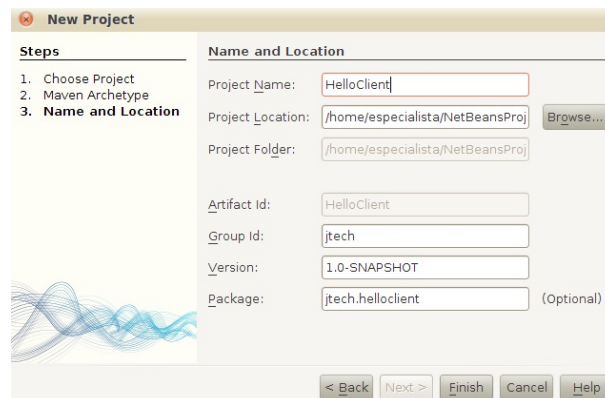 New Project
Steps
1. Choose Project
2. Maven Archetype
3. Name and Location
Name and Location
Project Name: HelloClient
Project Location: /home/especialista/NetBeansProj Browse...
Project Folder: /home/especialista/NetBeansProj
Artifact Id: HelloClient
Group Id: jtech
Version: 1.0-SNAPSHOT
Package: jtech.helloclient (Optional)
< Back Next > Finish Cancel Help